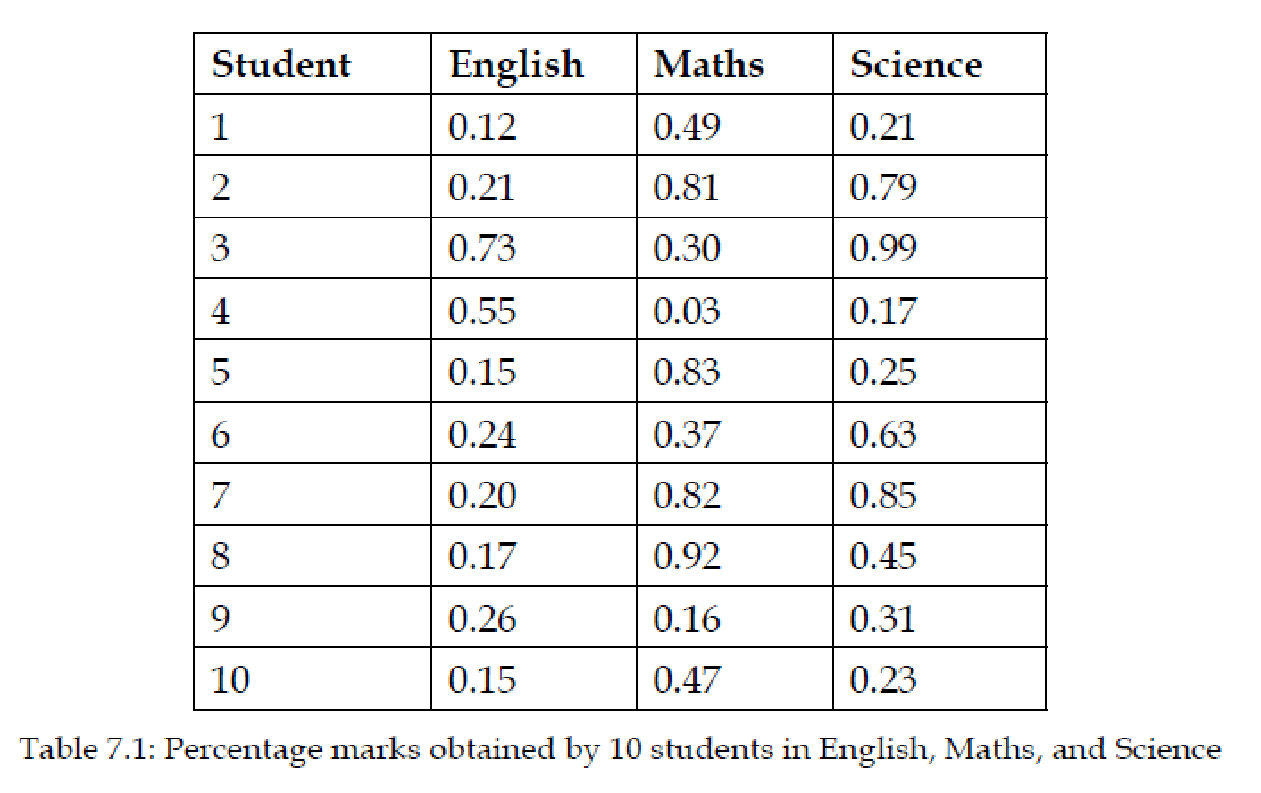 Student English Maths Science
1 0.12 0.49 0.21
2 0.21 0.81 0.79
3 0.73 0.30 0.99
4 0.55 0.03 0.17
5 0.15 0.83 0.25
6 0.24 0.37 0.63
7 0.20 0.82 0.85
8 0.17 0.92 0.45
9 0.26 0.16 0.31
10 0.15 0.47 0.23
Table 7.1: Percentage marks obtained by 10 students in English, Maths, and Science